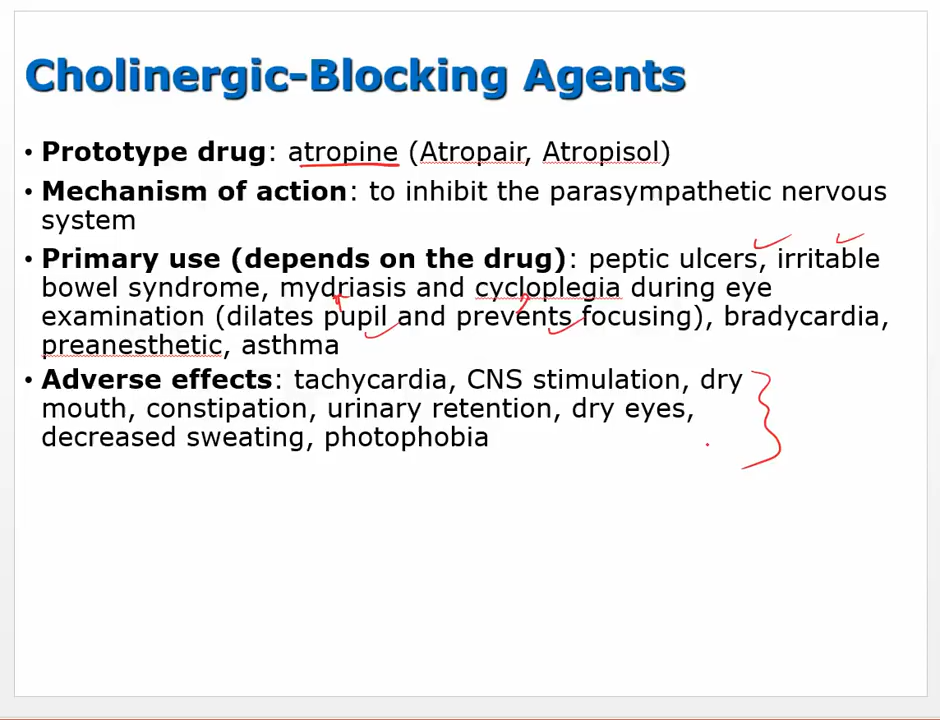 Cholinergic-Blocking Agents
• Prototype drug: atropine (Atropair, Atropisol)
• Mechanism of action: to inhibit the parasympathetic nervous
system
• Primary use (depends on the drug): peptic ulcers, irritable
bowel syndrome, mydriasis and cycloplegia during eye
examination (dilates pupil and prevents focusing), bradycardia,
preanesthetic, asthma
• Adverse effects: tachycardia, CNS stimulation, dry
mouth, constipation, urinary retention, dry eyes,
decreased sweating, photophobia